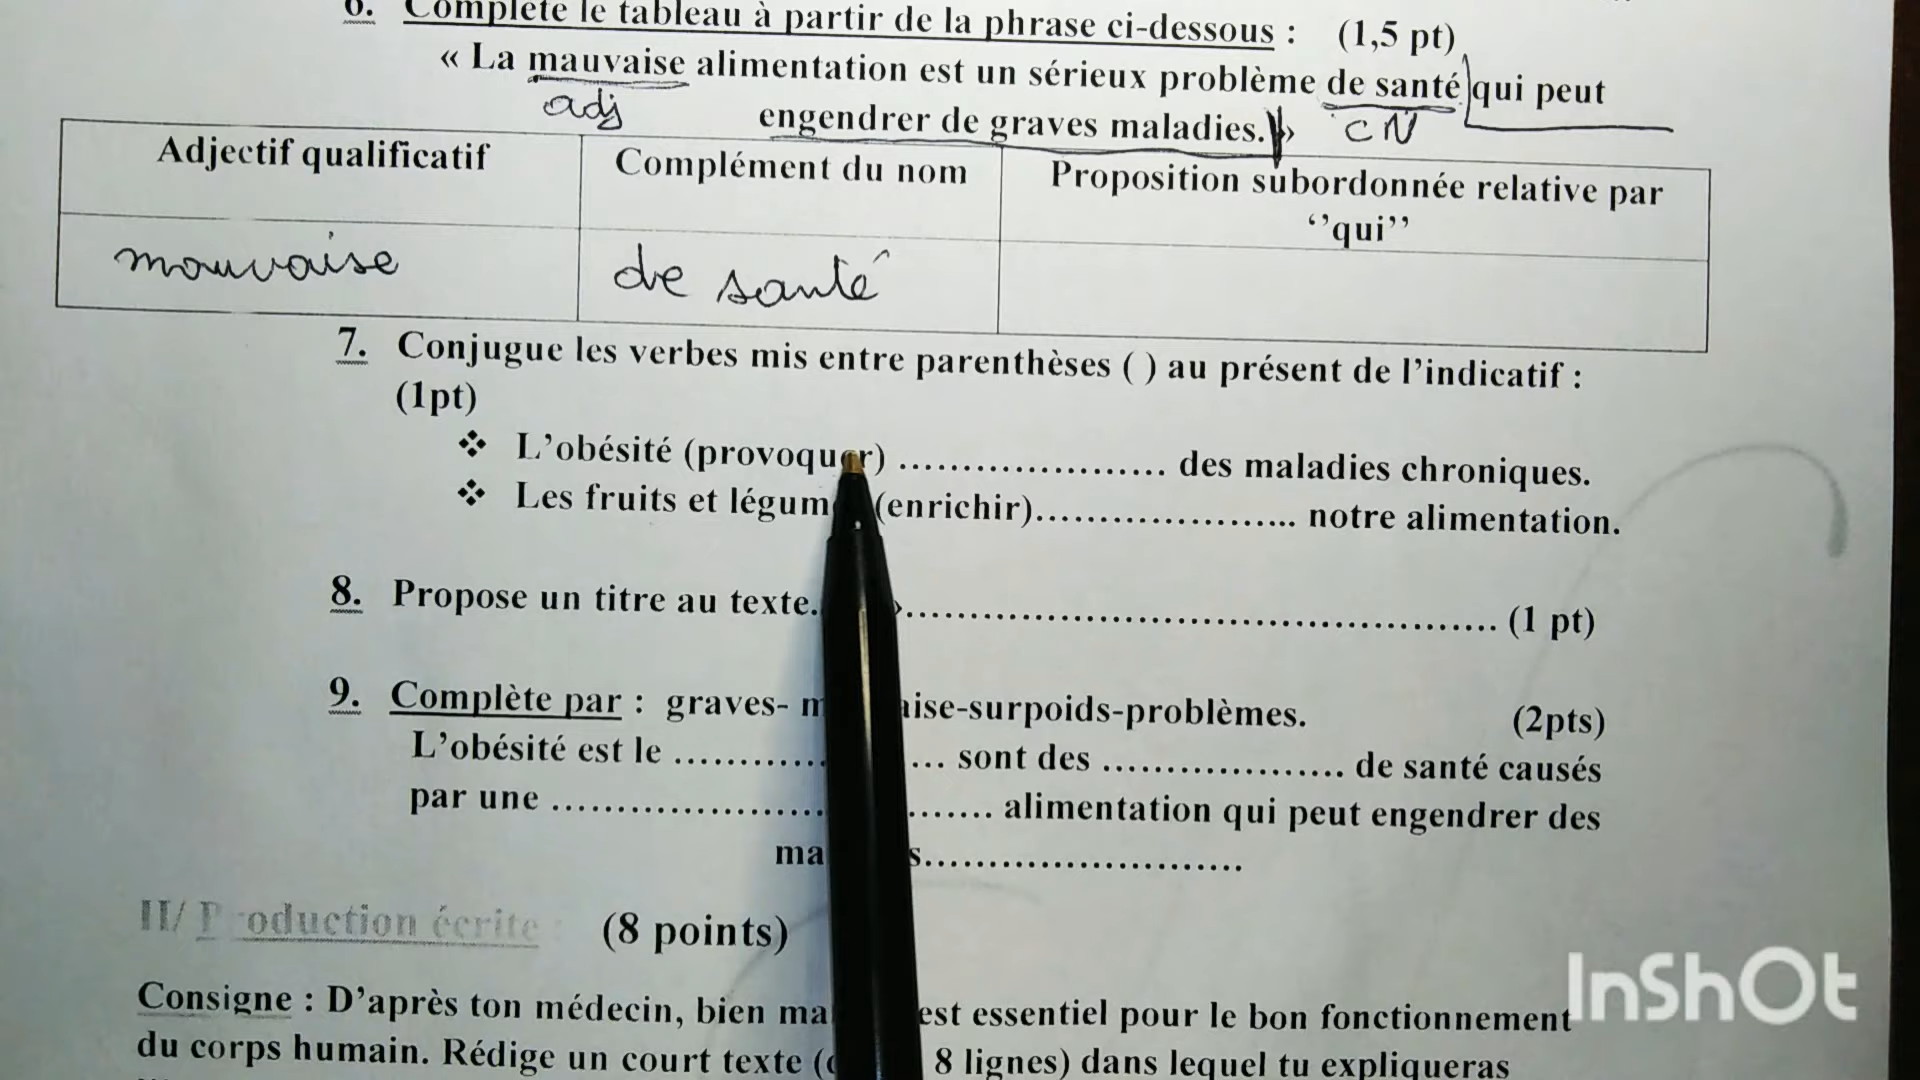 6. Complète le tableau à partir de la phrase ci-dessous : (1,5 pt)
« La mauvaise alimentation est un sérieux problème de santé qui peut
adj engendrer de graves maladies. » CN
Adjectif qualificatif Complément du nom Proposition subordonnée relative par
‘’qui’’
mauvaise de santé
7. Conjugue les verbes mis entre parenthèses ( ) au présent de l’indicatif :
(1pt)
❖ L’obésité (provoquer) ..................... des maladies chroniques.
❖ Les fruits et (enrichir)..................... notre alimentation.
8. Propose un titre au texte. .............................................. (1 pt)
9. Complète par : graves- -surpoids-problèmes. (2pts)
L’obésité est le ............... sont des ................... de santé causés
par une ............................ alimentation qui peut engendrer des
.........................
II/ Production écrite : (8 points)
Consigne : D’après ton médecin, bien est essentiel pour le bon fonctionnement
du corps humain. Rédige un court texte ( 8 lignes) dans lequel tu expliqueras
InShOt